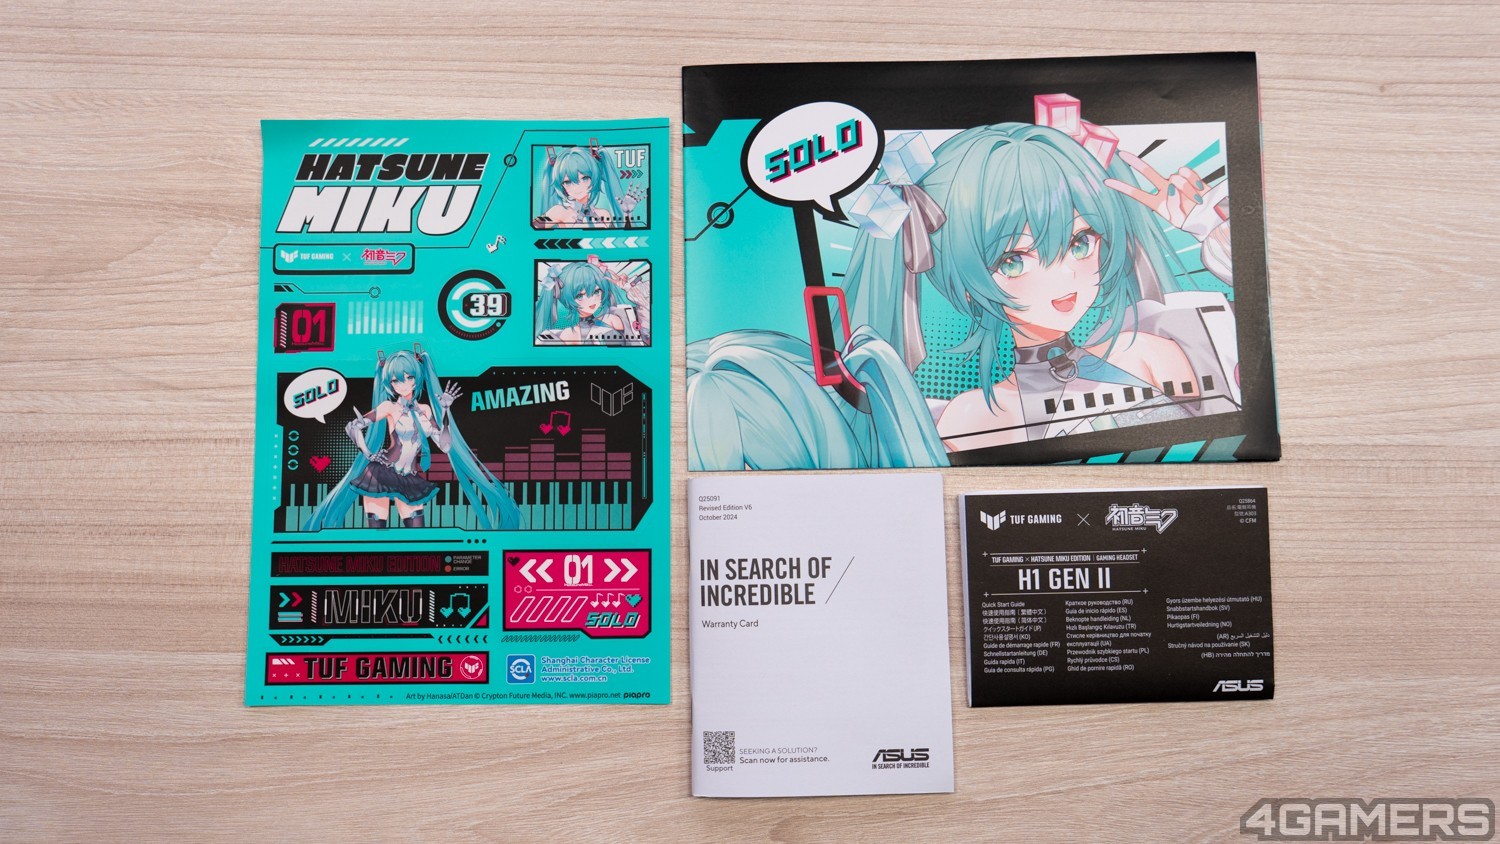 HATSUNE
MIKU
TUF GAMING × 初音ミク
TUF
39
01
SOLO
AMAZING
HATSUNE MIKU EDITION
PARAMETER
CHANGE
ERROR
MIKU
01
SOLO
TUF GAMING
SCLA
Shanghai Character License
Administrative Co., Ltd.
www.scla.com.cn
Art by Hanasa/ATDan © Crypton Future Media, INC. www.piapro.net piapro
SOLO
Q25091
Revised Edition V6
October 2024
IN SEARCH OF
INCREDIBLE
Warranty Card
Support
SEEKING A SOLUTION?
Scan now for assistance.
ASUS
IN SEARCH OF INCREDIBLE
Q25864
© CFM
TUF GAMING × 初音ミク
HATSUNE MIKU
TUF GAMING × HATSUNE MIKU EDITION | GAMING HEADSET
H1 GEN II
Quick Start Guide
快速使用指南（繁體中文）
快速使用指南（简体中文）
クイックスタートガイド(JP)
간단사용설명서 (KO)
Guide de démarrage rapide (FR)
Schnellstartanleitung (DE)
Guida rapida (IT)
Guia de consulta rápida (PG)
Краткое руководство (RU)
Guía de inicio rápido (ES)
Beknopte handleiding (NL)
Hızlı Başlangıç Kılavuzu (TR)
Стисле керівництво для початку
експлуатації (UA)
Przewodnik szybkiego startu (PL)
Rychlý průvodce (CS)
Ghid de pornire rapidă (RO)
Gyors üzembe helyezési útmutató (HU)
Snabbstartshandbok (SV)
Pikaopas (FI)
Hurtigstartveiledning (NO)
دليل التشغيل السريع (AR)
Stručný návod na používanie (SK)
מדריך להתחלה מהירה (HB)
ASUS
4GAMERS